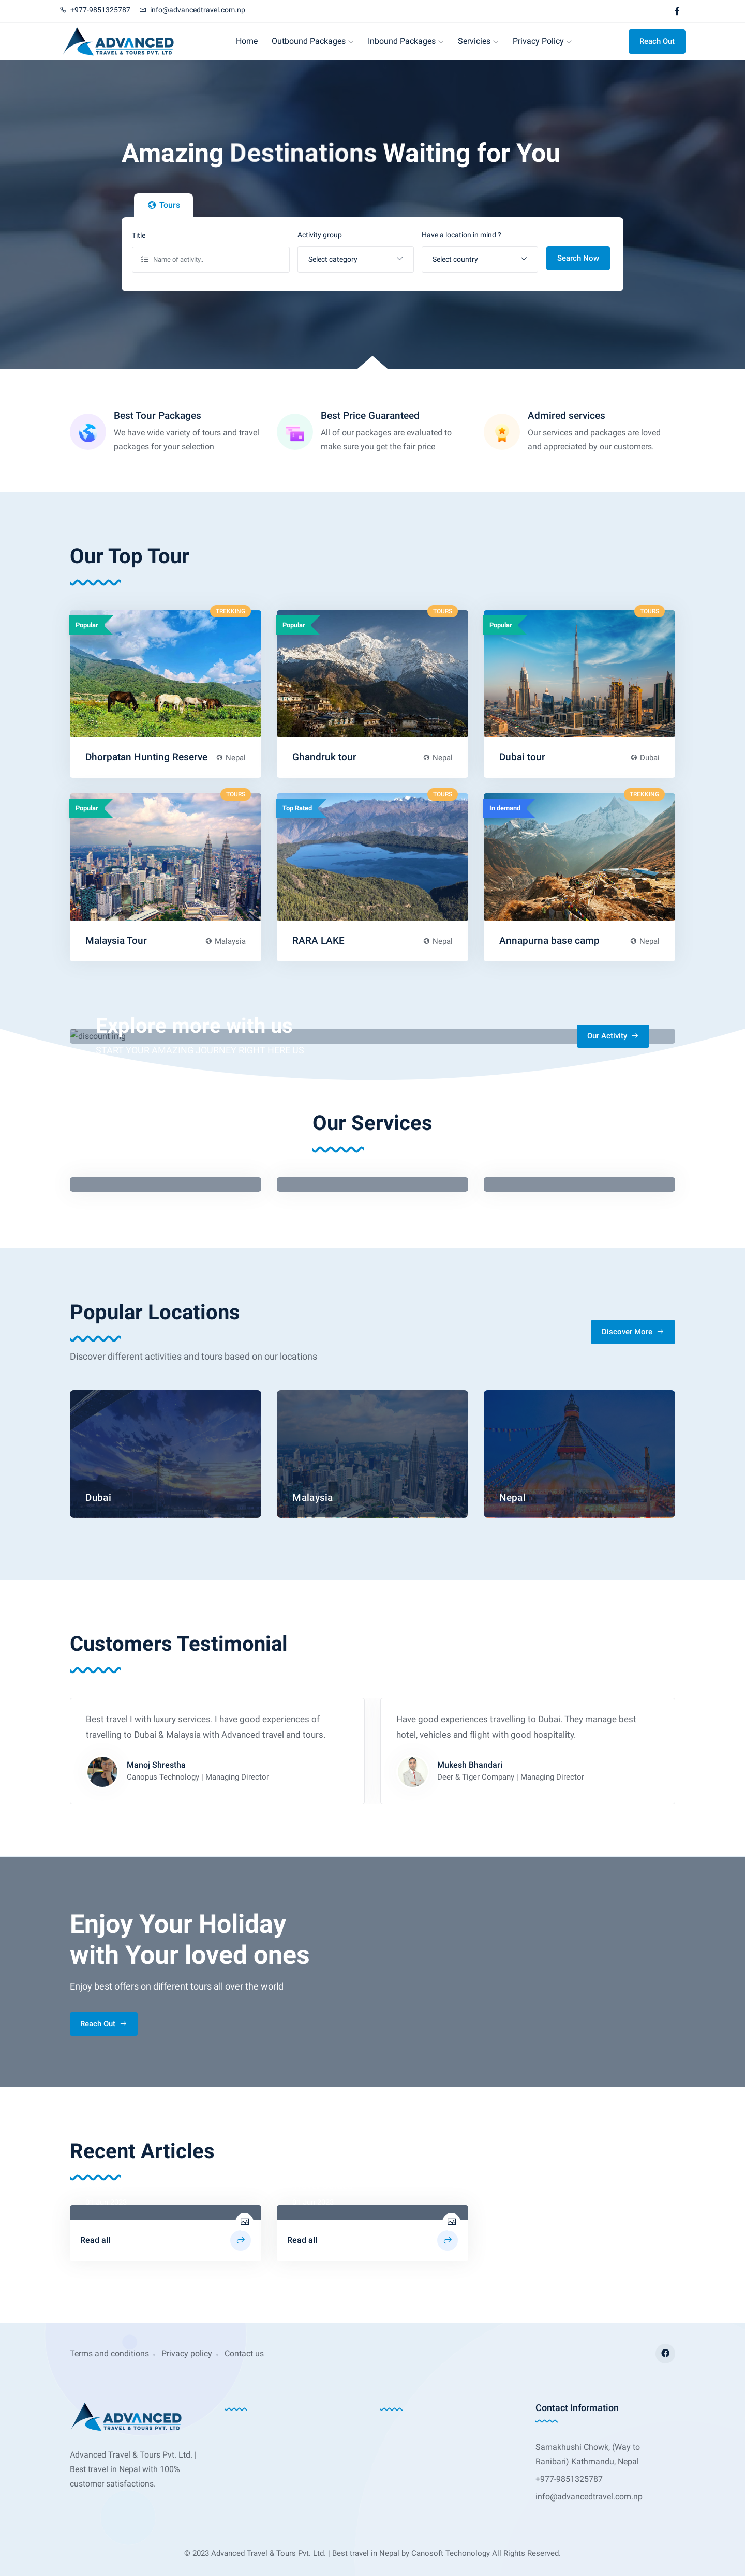 +977-9851325787 info@advancedtravel.com.np
ADVANCED
TRAVEL & TOURS PVT. LTD
Home Outbound Packages Inbound Packages Servicies Privacy Policy Reach Out
Amazing Destinations Waiting for You
Tours
Title
Name of activity..
Activity group
Select category
Have a location in mind ?
Select country
Search Now
Best Tour Packages
We have wide variety of tours and travel
packages for your selection
Best Price Guaranteed
All of our packages are evaluated to
make sure you get the fair price
Admired services
Our services and packages are loved
and appreciated by our customers.
Our Top Tour
TREKKING
Popular
Dhorpatan Hunting Reserve Nepal
TOURS
Popular
Ghandruk tour Nepal
TOURS
Popular
Dubai tour Dubai
TOURS
Popular
Malaysia Tour Malaysia
TOURS
Top Rated
RARA LAKE Nepal
TREKKING
In demand
Annapurna base camp Nepal
Explore more with us
discount img
START YOUR AMAZING JOURNEY RIGHT HERE US
Our Activity
Our Services
Popular Locations
Discover different activities and tours based on our locations
Discover More
Dubai
Malaysia
Nepal
Customers Testimonial
Best travel I with luxury services. I have good experiences of
travelling to Dubai & Malaysia with Advanced travel and tours.
Manoj Shrestha
Canopus Technology | Managing Director
Have good experiences travelling to Dubai. They manage best
hotel, vehicles and flight with good hospitality.
Mukesh Bhandari
Deer & Tiger Company | Managing Director
Enjoy Your Holiday
with Your loved ones
Enjoy best offers on different tours all over the world
Reach Out
Recent Articles
Read all
Read all
Terms and conditions Privacy policy Contact us
ADVANCED
TRAVEL & TOURS PVT. LTD
Advanced Travel & Tours Pvt. Ltd. |
Best travel in Nepal with 100%
customer satisfactions.
Contact Information
Samakhushi Chowk, (Way to
Ranibari) Kathmandu, Nepal
+977-9851325787
info@advancedtravel.com.np
© 2023 Advanced Travel & Tours Pvt. Ltd. | Best travel in Nepal by Canosoft Techonology All Rights Reserved.